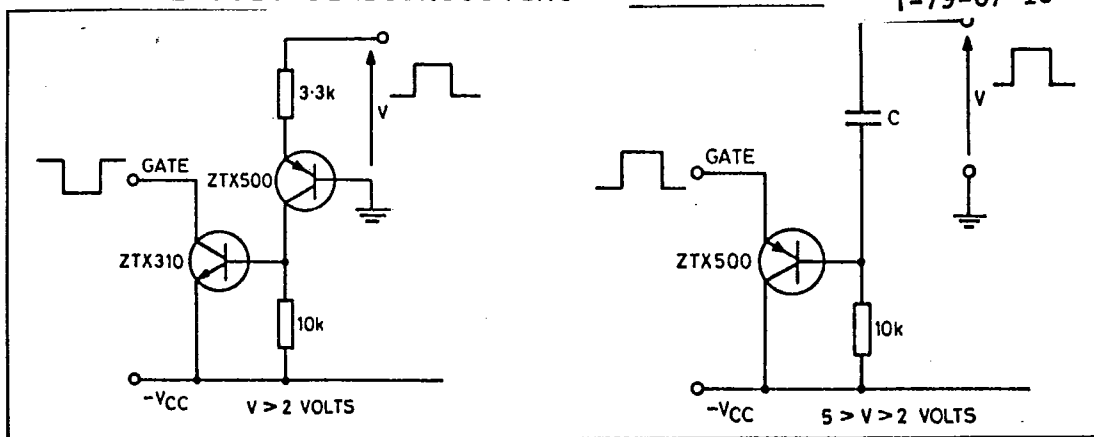 3.3k
V
GATE
ZTX500
ZTX310
10k
-VCC
V > 2 VOLTS
C
V
GATE
ZTX500
10k
-VCC
5 > V > 2 VOLTS